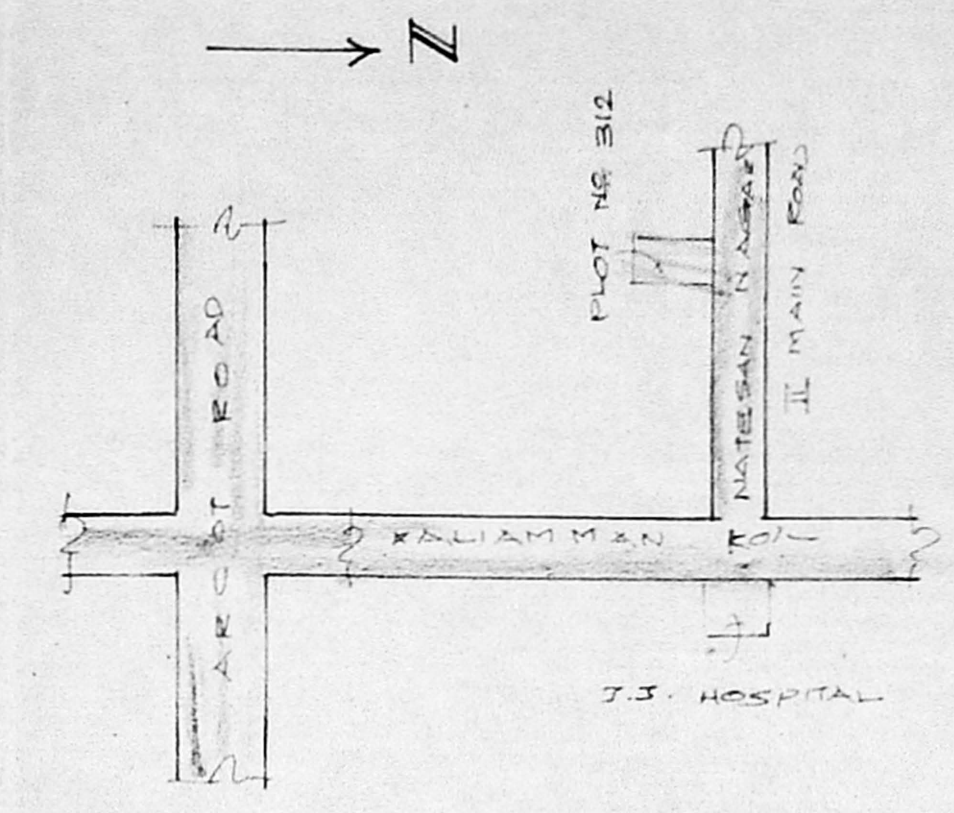 N
PLOT Nº 312
NATESAN NAGAR
II MAIN ROAD
ARCOT ROAD
KALIAMMAN KOIL
J.J. HOSPITAL